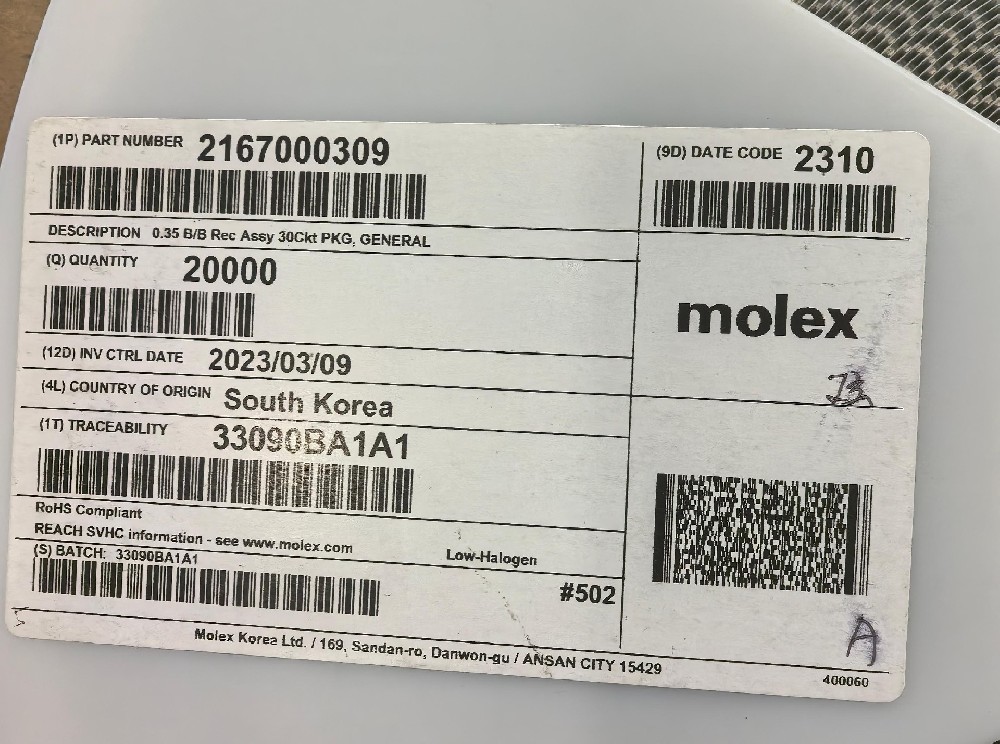 (1P) PART NUMBER 2167000309
(9D) DATE CODE 2310
DESCRIPTION 0.35 B/B Rec Assy 30Ckt PKG, GENERAL
(Q) QUANTITY 20000
molex
(12D) INV CTRL DATE 2023/03/09
(4L) COUNTRY OF ORIGIN South Korea
(1T) TRACEABILITY 33090BA1A1
RoHS Compliant
REACH SVHC information - see www.molex.com
Low-Halogen
(S) BATCH: 33090BA1A1
#502
A
Molex Korea Ltd. / 169, Sandan-ro, Danwon-gu / ANSAN CITY 15429
400060